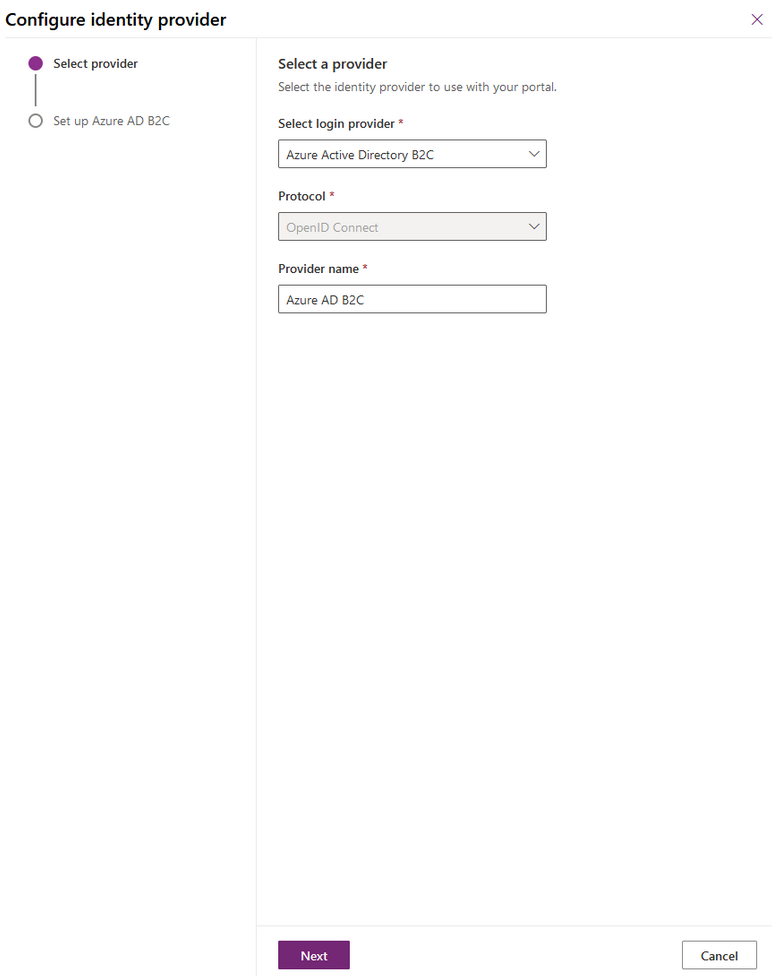 Configure identity provider
Select provider
Set up Azure AD B2C
Select a provider
Select the identity provider to use with your portal.
Select login provider *
Azure Active Directory B2C
Protocol *
OpenID Connect
Provider name *
Azure AD B2C
Next
Cancel